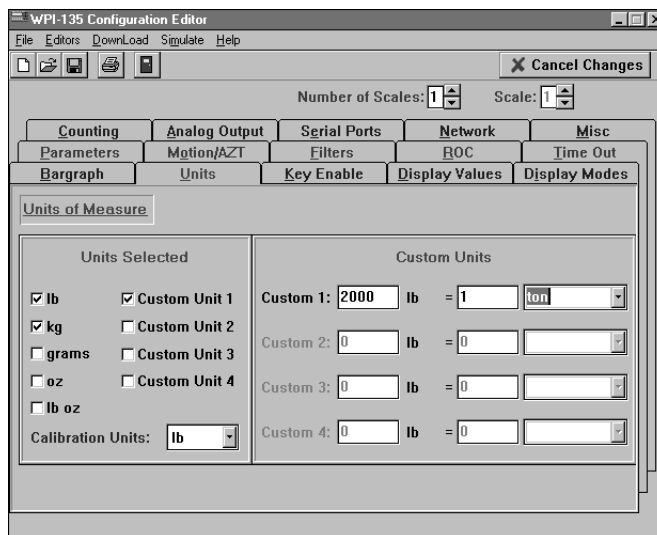 WPI-135 Configuration Editor
File Editors DownLoad Simulate Help
Cancel Changes
Number of Scales: 1 Scale: 1
Counting Analog Output Serial Ports Network Misc
Parameters Motion/AZT Filters ROC Time Out
Bargraph Units Key Enable Display Values Display Modes
Units of Measure
Units Selected
lb Custom Unit 1
kg Custom Unit 2
grams Custom Unit 3
oz Custom Unit 4
lb oz
Calibration Units: lb
Custom Units
Custom 1: 2000 lb = 1 ton
Custom 2: 0 lb = 0
Custom 3: 0 lb = 0
Custom 4: 0 lb = 0